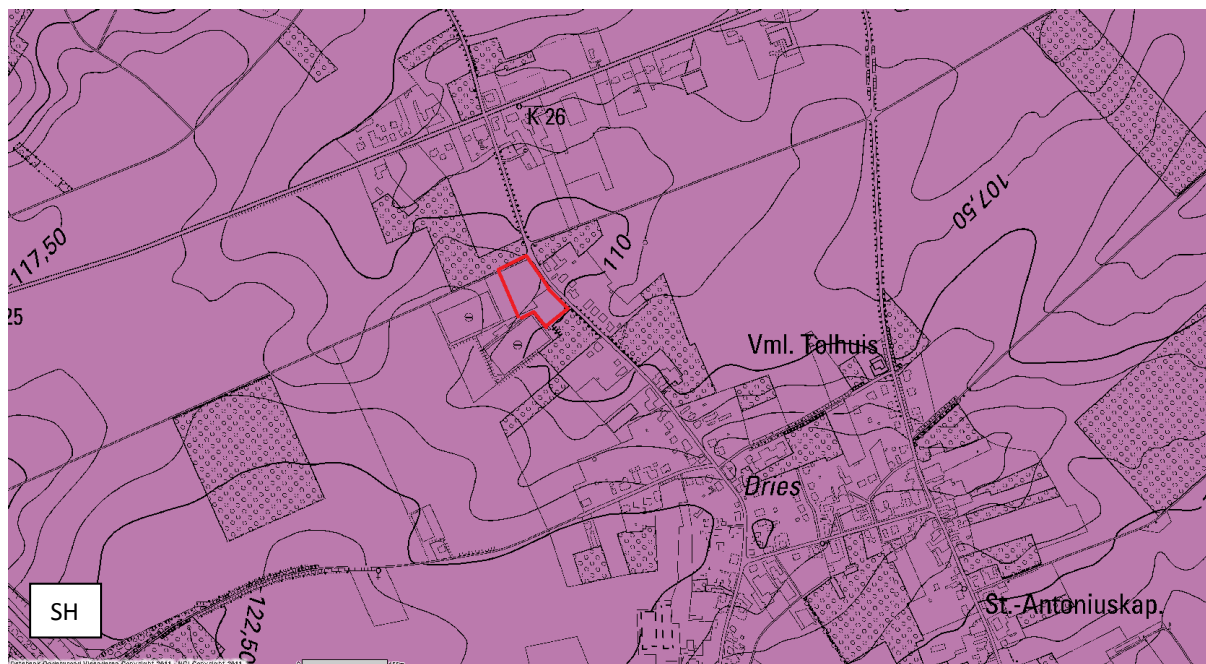 K 26
117,50
25
110
107,50
Vml. Tolhuis
Dries
St.-Antoniuskap.
SH
122,50